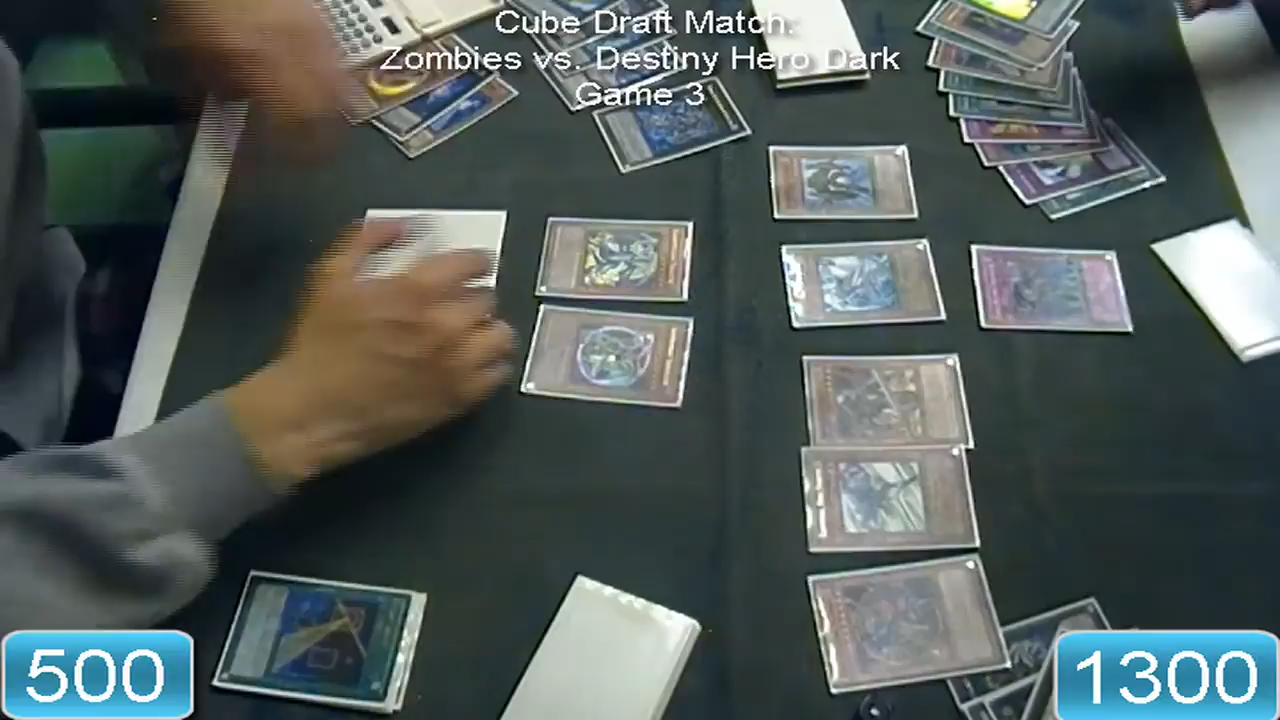 Cube Draft Match:
Zombies vs. Destiny Hero Dark
Game 3
500
1300